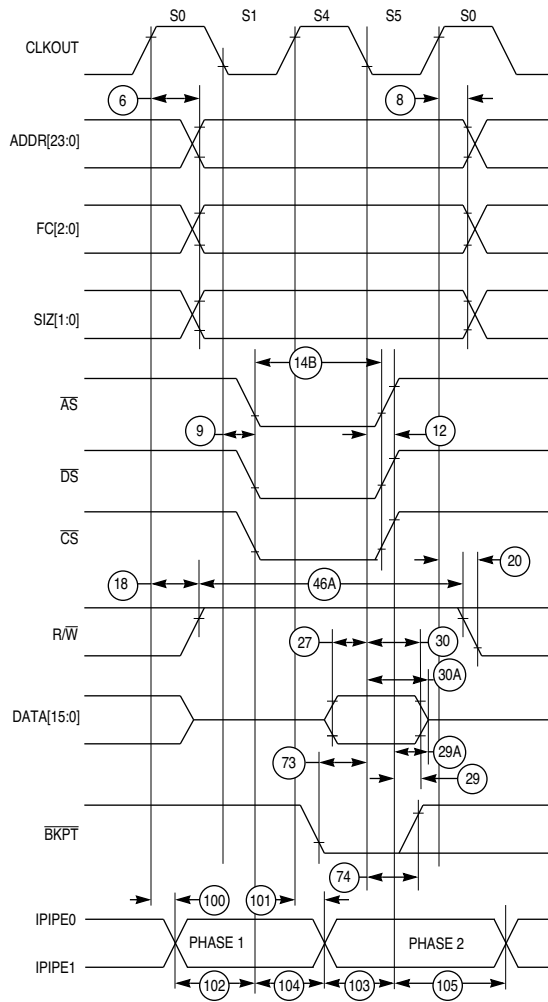 S0 S1 S4 S5 S0
CLKOUT
6 8
ADDR[23:0]
FC[2:0]
SIZ[1:0]
14B
AS
9 12
DS
CS
20
18 46A
R/W
27 30
30A
DATA[15:0]
29A
73 29
BKPT
74
100 101
IPIPE0
PHASE 1 PHASE 2
IPIPE1
102 104 103 105